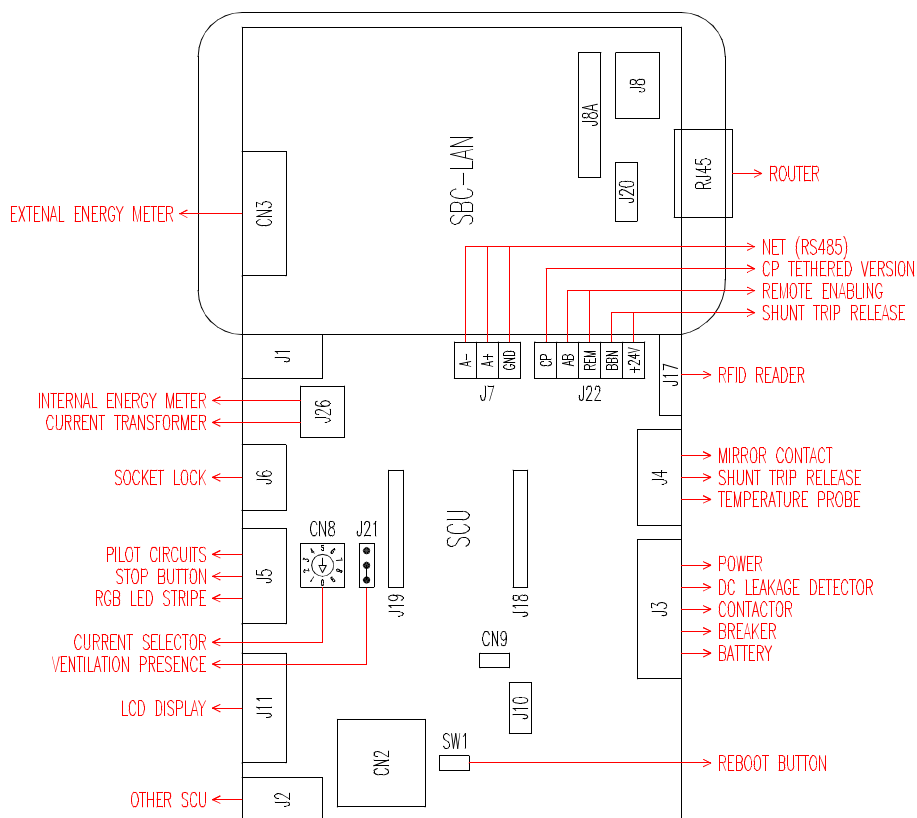 J8
J8A
SBC-LAN
RJ45
ROUTER
J20
CN3
EXTENAL ENERGY METER
NET (RS485)
CP TETHERED VERSION
REMOTE ENABLING
SHUNT TRIP RELEASE
J1
A- A+ GND
CP AB REM BBN +24V
J17
RFID READER
J7
J22
INTERNAL ENERGY METER
CURRENT TRANSFORMER
J26
MIRROR CONTACT
SHUNT TRIP RELEASE
TEMPERATURE PROBE
J4
SOCKET LOCK
J6
SCU
CN8
J21
PILOT CIRCUITS
STOP BUTTON
RGB LED STRIPE
J5
J19
J18
POWER
DC LEAKAGE DETECTOR
CONTACTOR
BREAKER
BATTERY
J3
CURRENT SELECTOR
VENTILATION PRESENCE
CN9
LCD DISPLAY
J11
J10
SW1
CN2
REBOOT BUTTON
OTHER SCU
J2